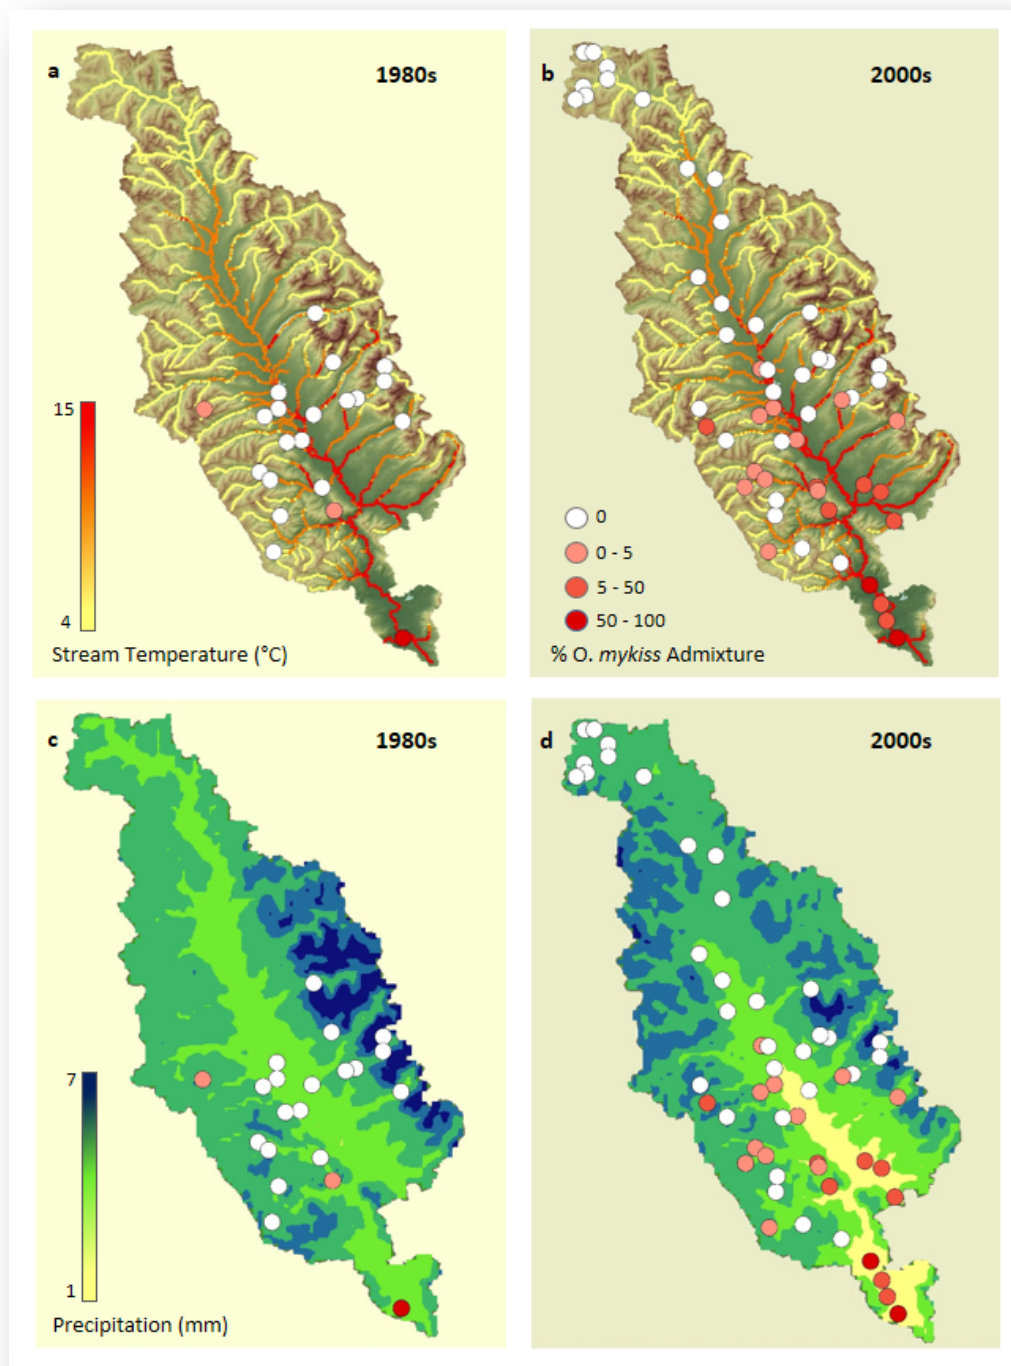 a
1980s
15
4
Stream Temperature (°C)
b
2000s
0
0 - 5
5 - 50
50 - 100
% O. mykiss Admixture
c
1980s
7
1
Precipitation (mm)
d
2000s